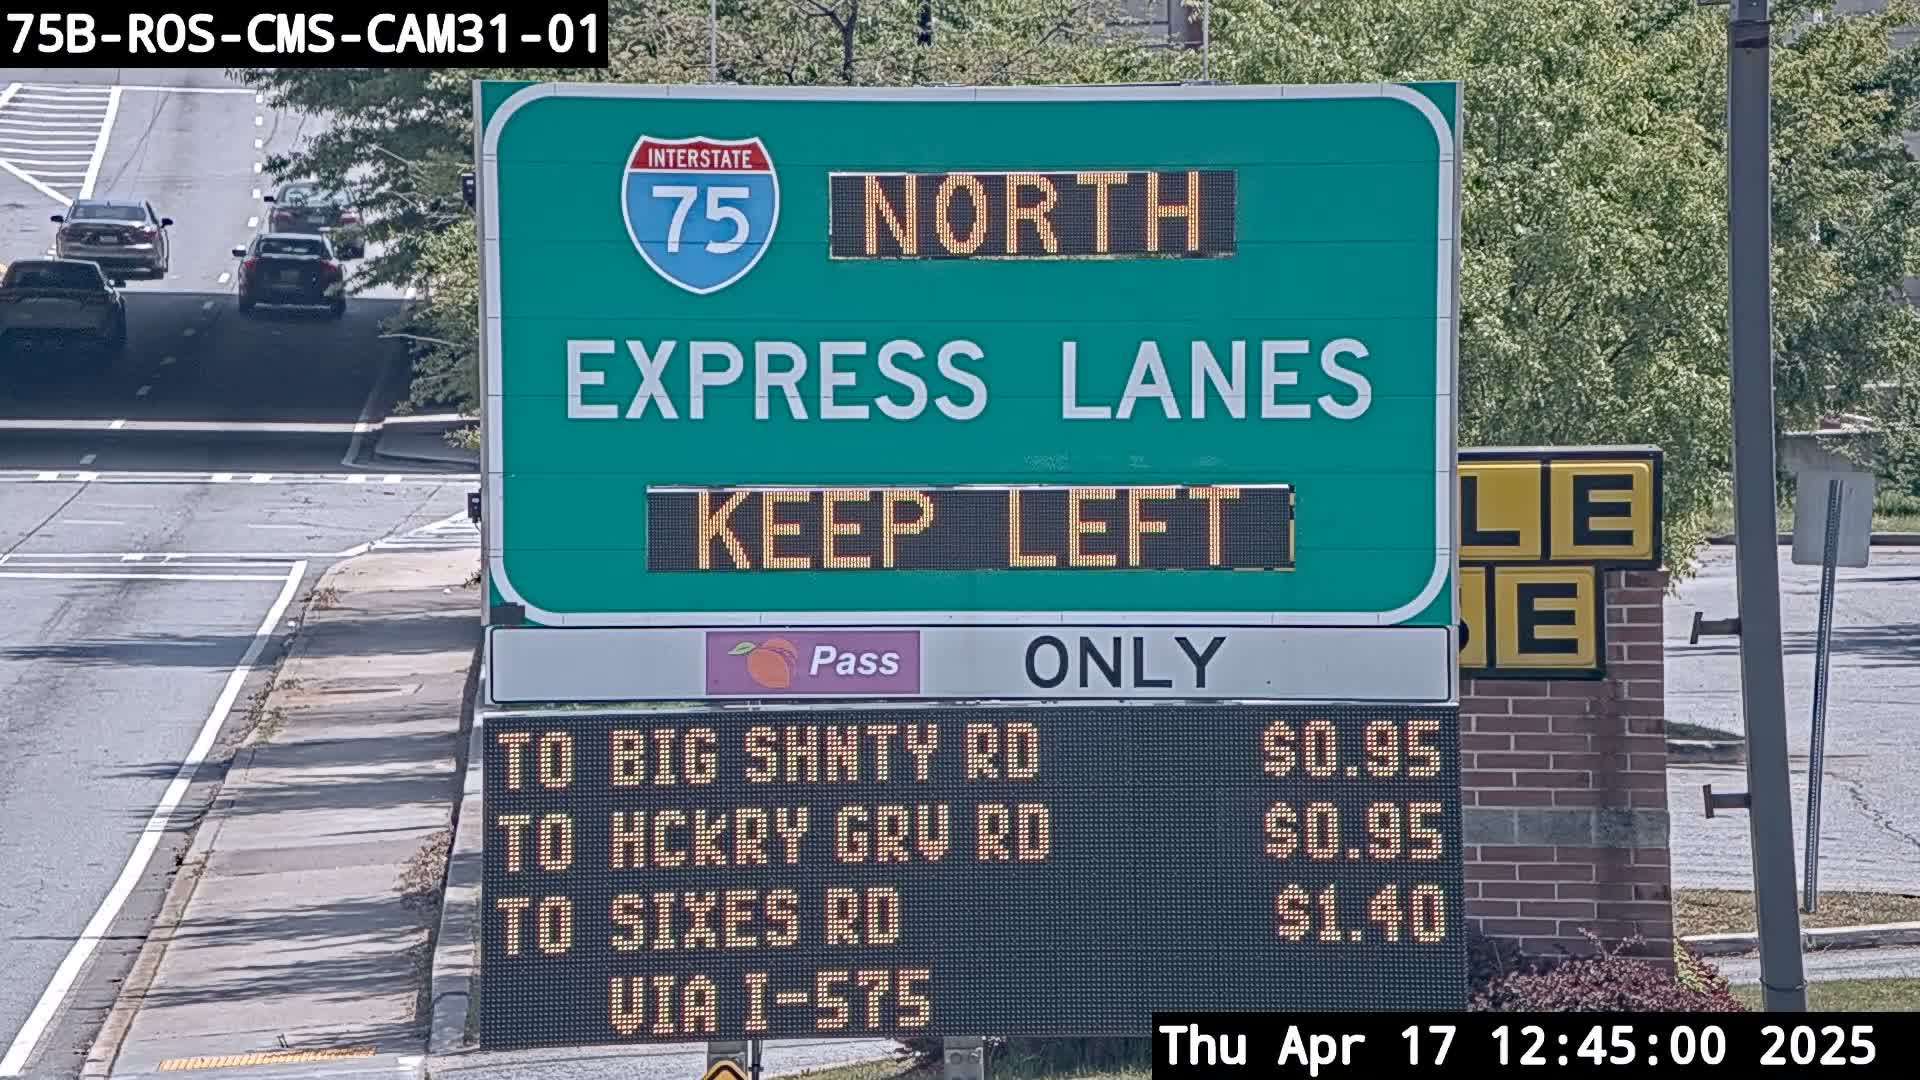 75B-ROS-CMS-CAM31-01
INTERSTATE
75
NORTH
EXPRESS LANES
KEEP LEFT
Pass ONLY
TO BIG SHNTY RD $0.95
TO HCKRY GRV RD $0.95
TO SIXES RD $1.40
VIA I-575
LE
E
Thu Apr 17 12:45:00 2025